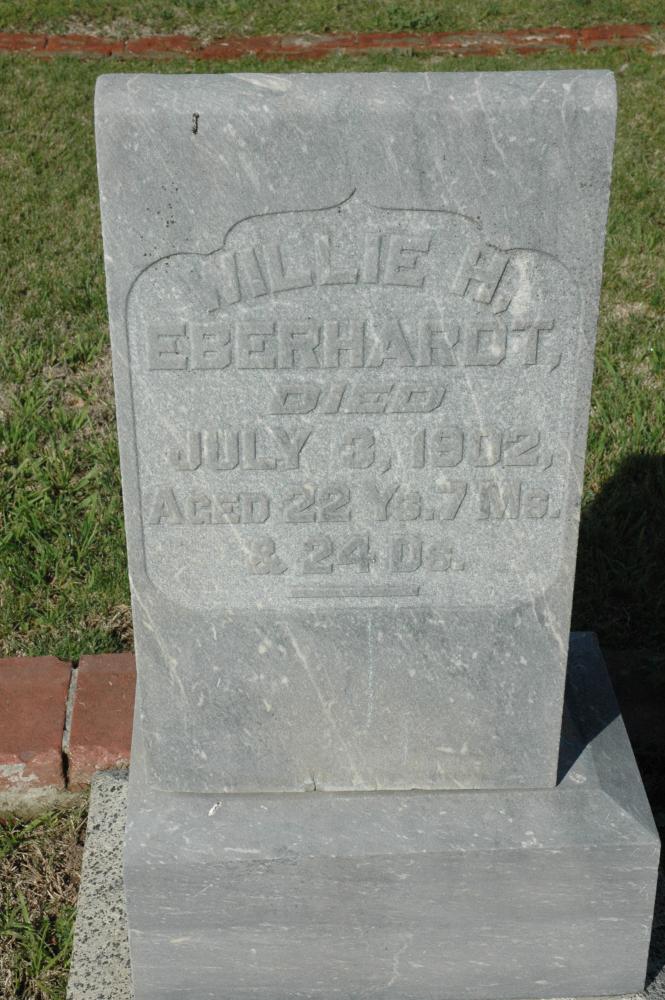 WILLIE H.
EBERHARDT,
DIED
JULY 3, 1902,
AGED 22 YS. 7 MS.
& 24 DS.